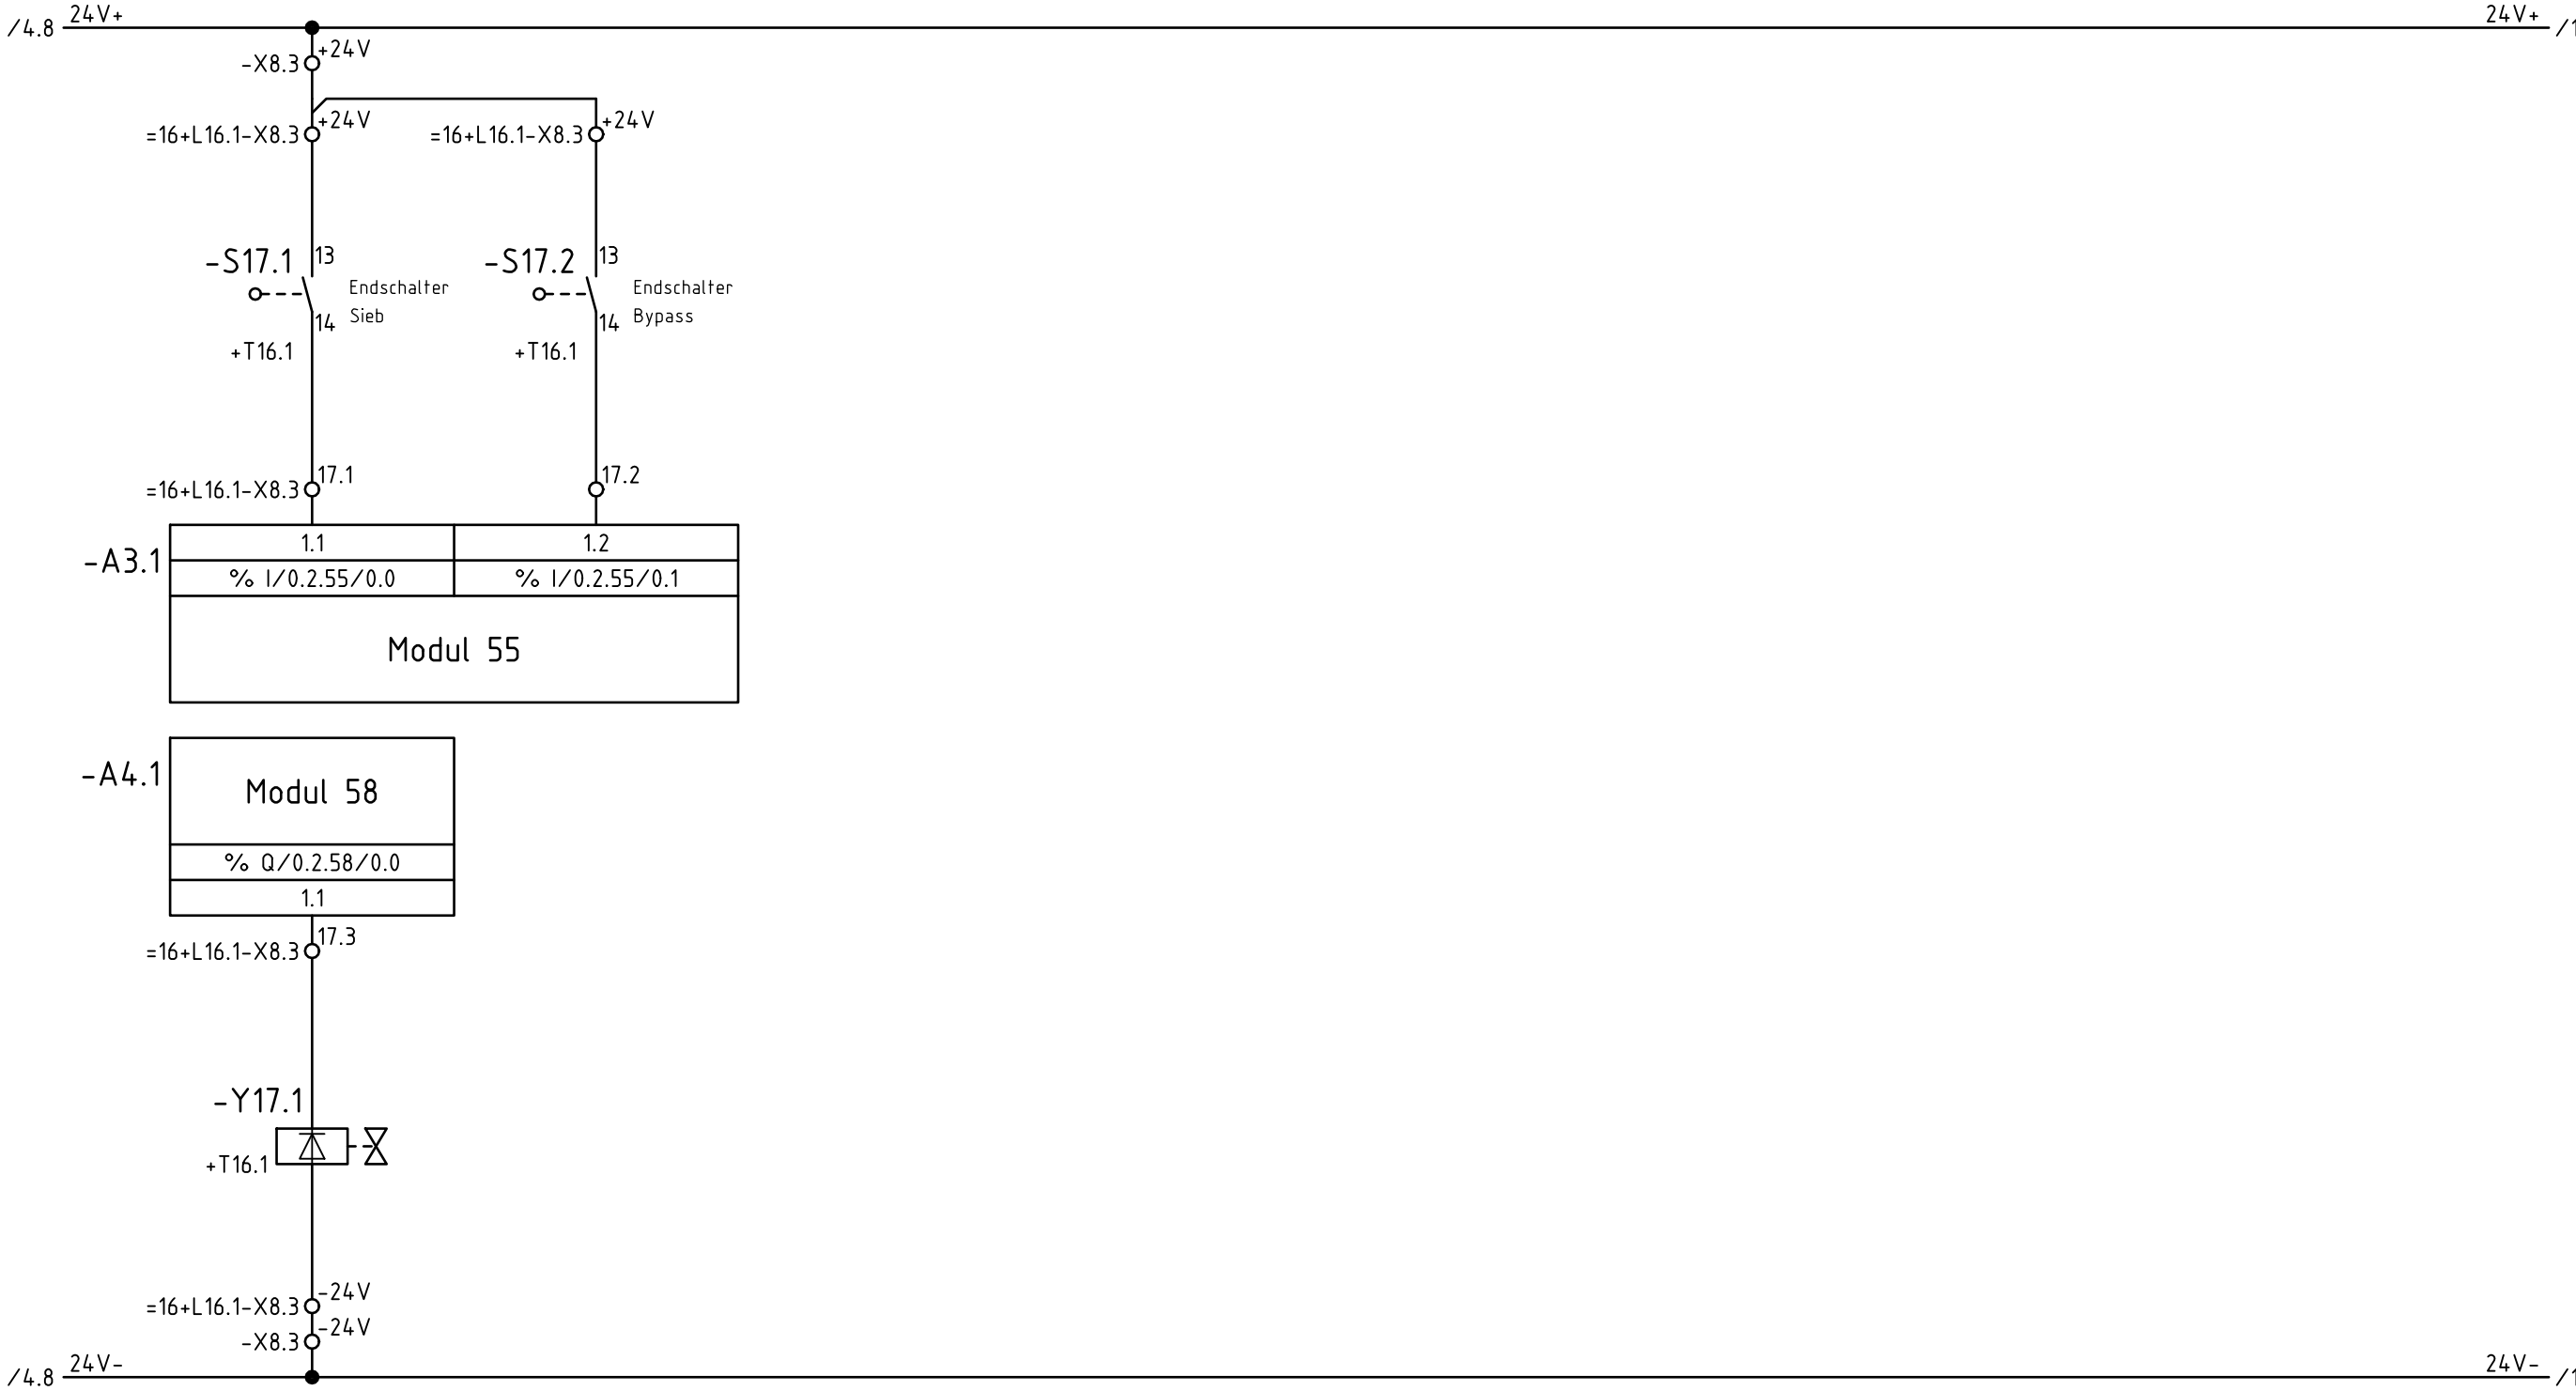 24V+
24V+
/4.8
+24V
-X8.3
+24V
+24V
=16+L16.1-X8.3
=16+L16.1-X8.3
-S17.1
13
-S17.2
13
Endschalter
Sieb
Endschalter
Bypass
14
14
+T16.1
+T16.1
17.1
17.2
=16+L16.1-X8.3
-A3.1
1.1
1.2
% I/0.2.55/0.0
% I/0.2.55/0.1
Modul 55
-A4.1
Modul 58
% Q/0.2.58/0.0
1.1
17.3
=16+L16.1-X8.3
-Y17.1
+T16.1
-24V
=16+L16.1-X8.3
-24V
-X8.3
24V-
24V-
/4.8